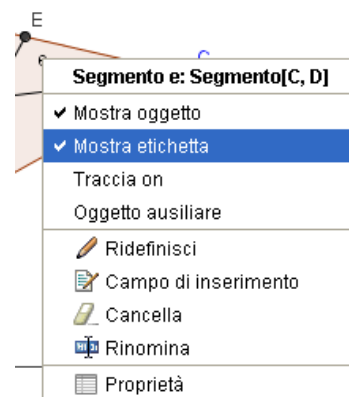 E
e
C
Segmento e: Segmento[C, D]
Mostra oggetto
Mostra etichetta
Traccia on
Oggetto ausiliare
Ridefinisci
Campo di inserimento
Cancella
Rinomina
Proprietà